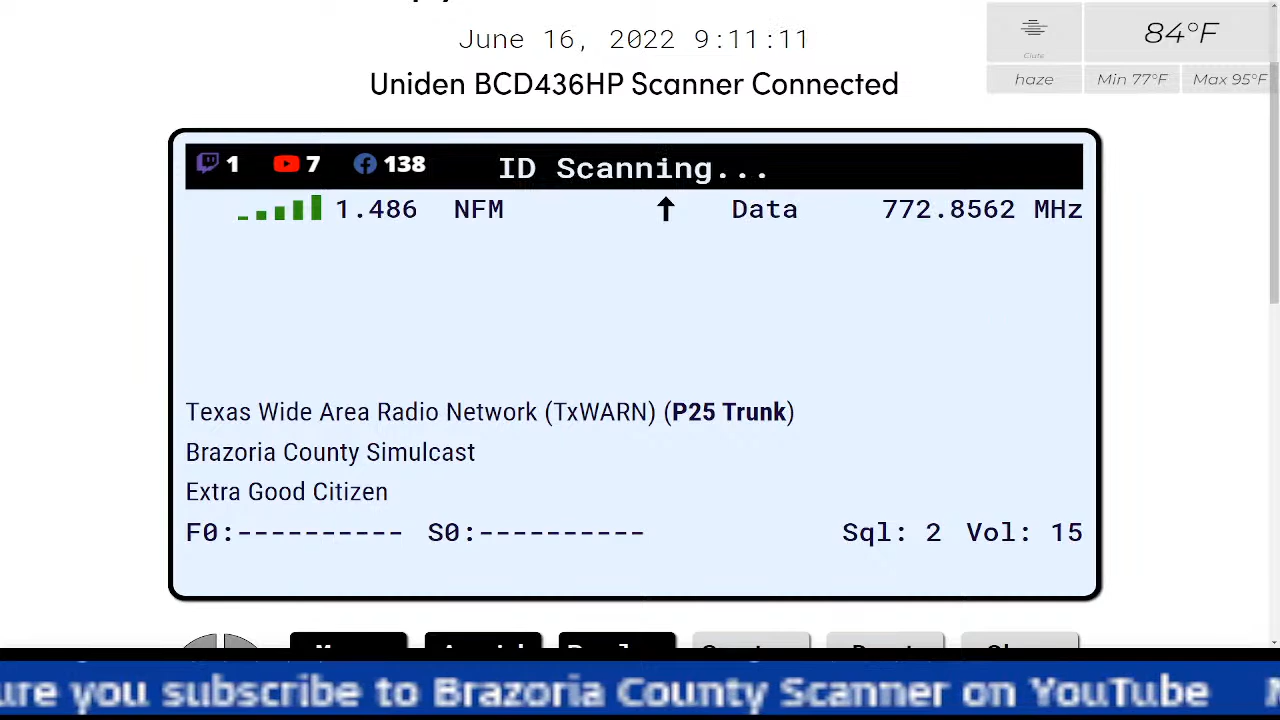 June 16, 2022 9:11:11
84°F
Clute
haze
Min 77°F
Max 95°F
Uniden BCD436HP Scanner Connected
1
7
138
ID Scanning...
1.486 NFM ↑ Data 772.8562 MHz
Texas Wide Area Radio Network (TxWARN) (P25 Trunk)
Brazoria County Simulcast
Extra Good Citizen
F0:---------- S0:---------- Sql: 2 Vol: 15
ure you subscribe to Brazoria County Scanner on YouTube